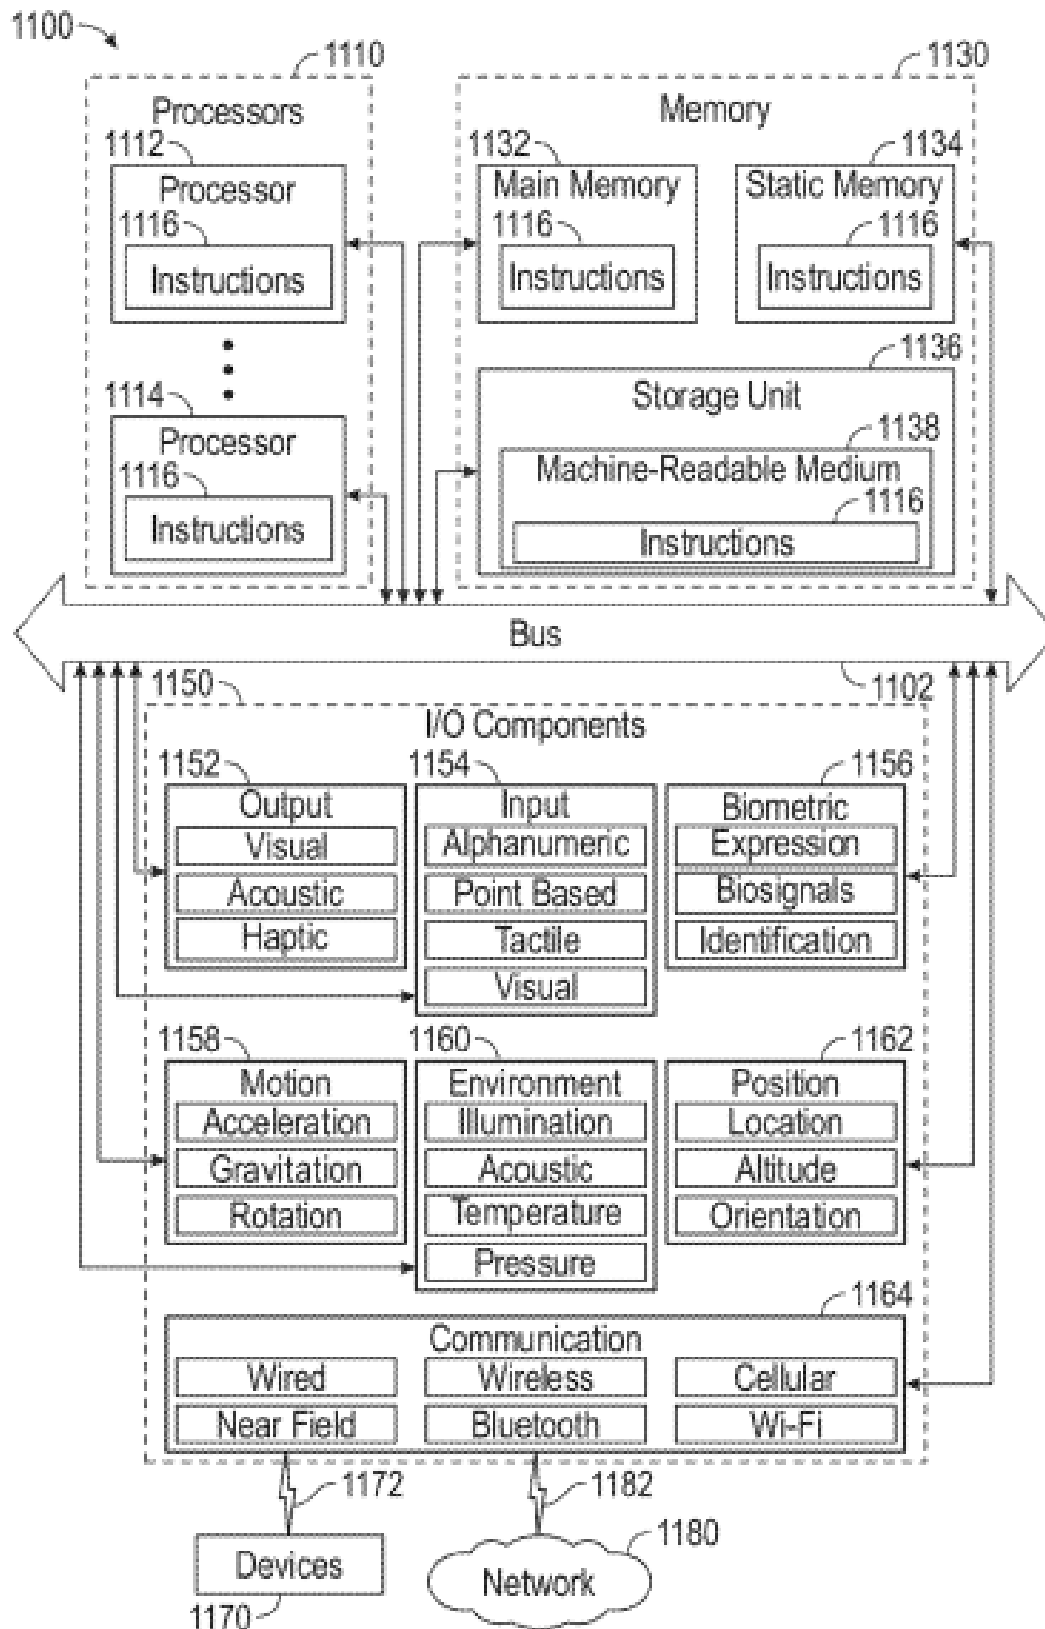 1100
1110
1130
Processors
Memory
1112
1132
1134
Processor
Main Memory
Static Memory
1116
1116
1116
Instructions
Instructions
Instructions
1136
1114
Storage Unit
Processor
1138
1116
Machine-Readable Medium
1116
Instructions
Instructions
Bus
1150
1102
I/O Components
1152
1154
1156
Output
Input
Biometric
Visual
Alphanumeric
Expression
Acoustic
Point Based
Biosignals
Haptic
Tactile
Identification
Visual
1158
1160
1162
Motion
Environment
Position
Acceleration
Illumination
Location
Gravitation
Acoustic
Altitude
Rotation
Temperature
Orientation
Pressure
1164
Communication
Wired
Wireless
Cellular
Near Field
Bluetooth
Wi-Fi
1172
1182
1180
Devices
Network
1170